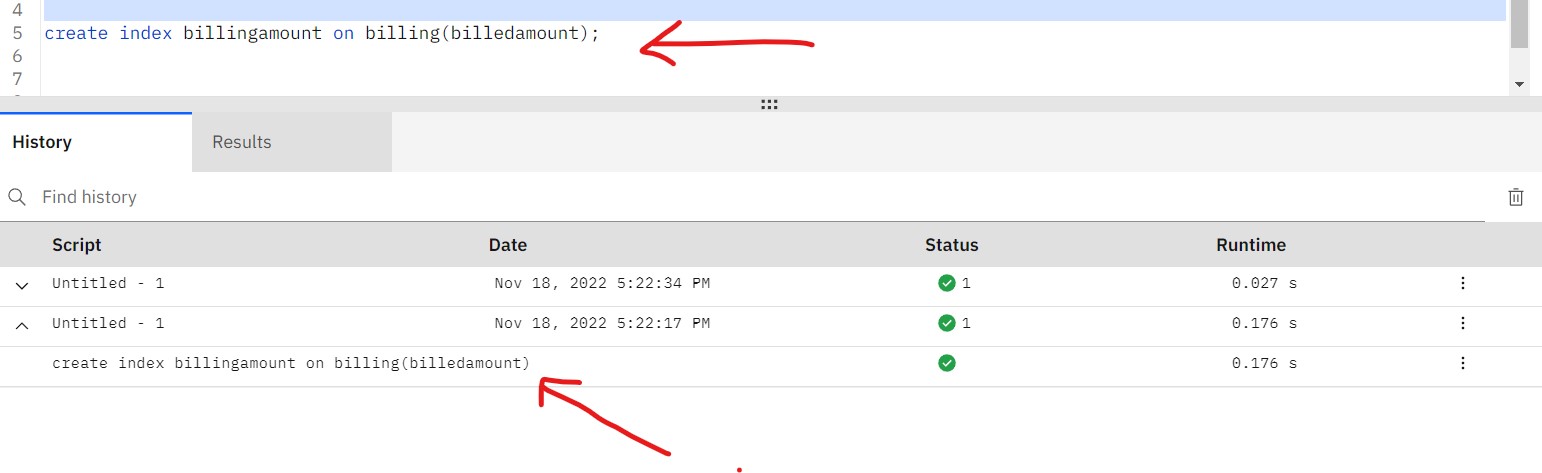 4
5 create index billingamount on billing(billedamount);
6
7
History Results
Find history
Script Date Status Runtime
Untitled - 1 Nov 18, 2022 5:22:34 PM 1 0.027 s
Untitled - 1 Nov 18, 2022 5:22:17 PM 1 0.176 s
create index billingamount on billing(billedamount) 0.176 s